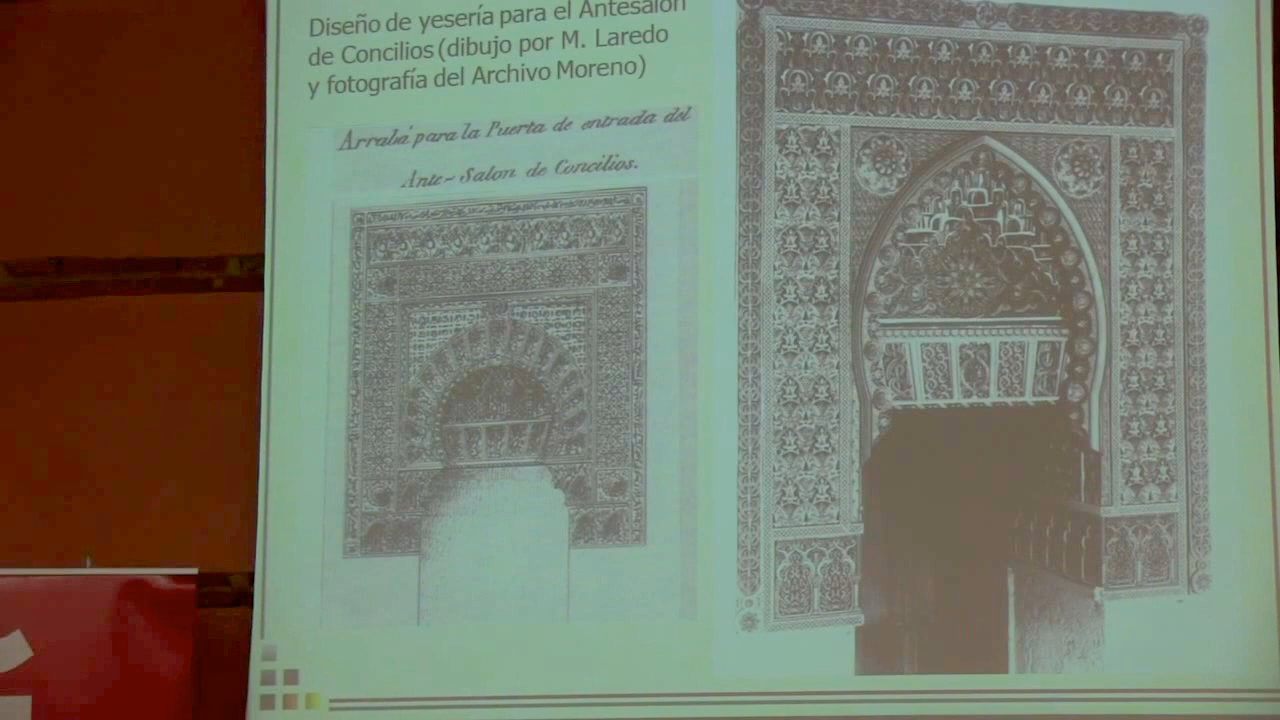 Diseño de yesería para el Antesalón
de Concilios (dibujo por M. Laredo
y fotografía del Archivo Moreno)
Arrabá para la Puerta de entrada del
Ante-Salon de Concilios.